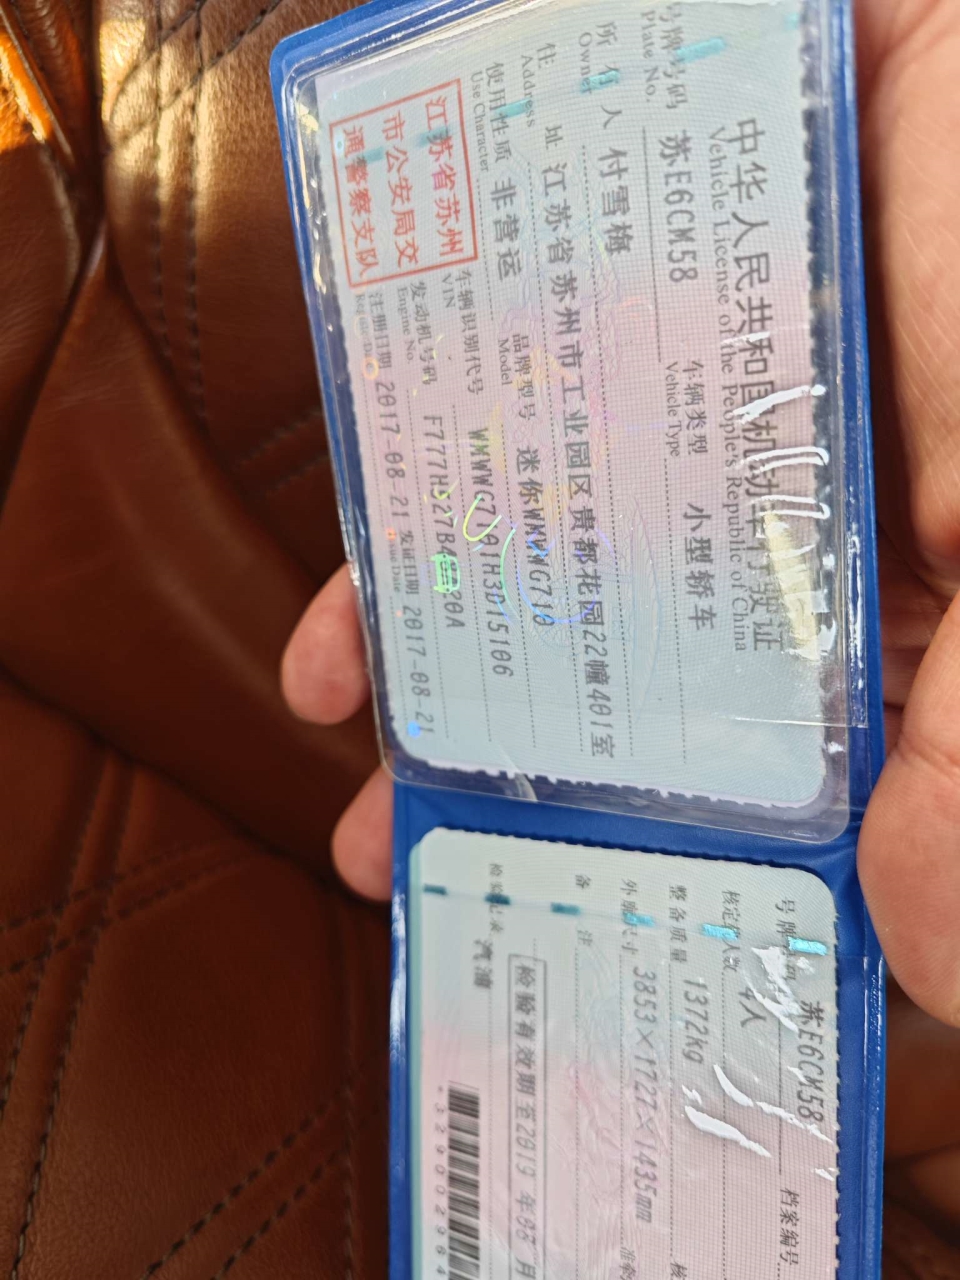 中华人民共和国机动车行驶证
Vehicle License of the People's Republic of China
号牌号码 苏E6CM58 车辆类型 小型轿车
Plate No. Vehicle Type
所有人 付雪梅
Owner
住址 江苏省苏州市工业园区贵都花园22幢401室
Address
使用性质 非营运 品牌型号 迷你WMWWG710
Use Character Model
江苏省苏州
市公安局交
通警察支队
车辆识别代号
VIN
发动机号码
Engine No.
注册日期 2017-08-21 发证日期 2017-08-21
号牌号码 苏E6CM58 档案编号
核定载人数 4人
整备质量 1372kg
外廓尺寸 3853×1727×1435mm
备注
检验有效期至2019年08月
检验记录 汽油